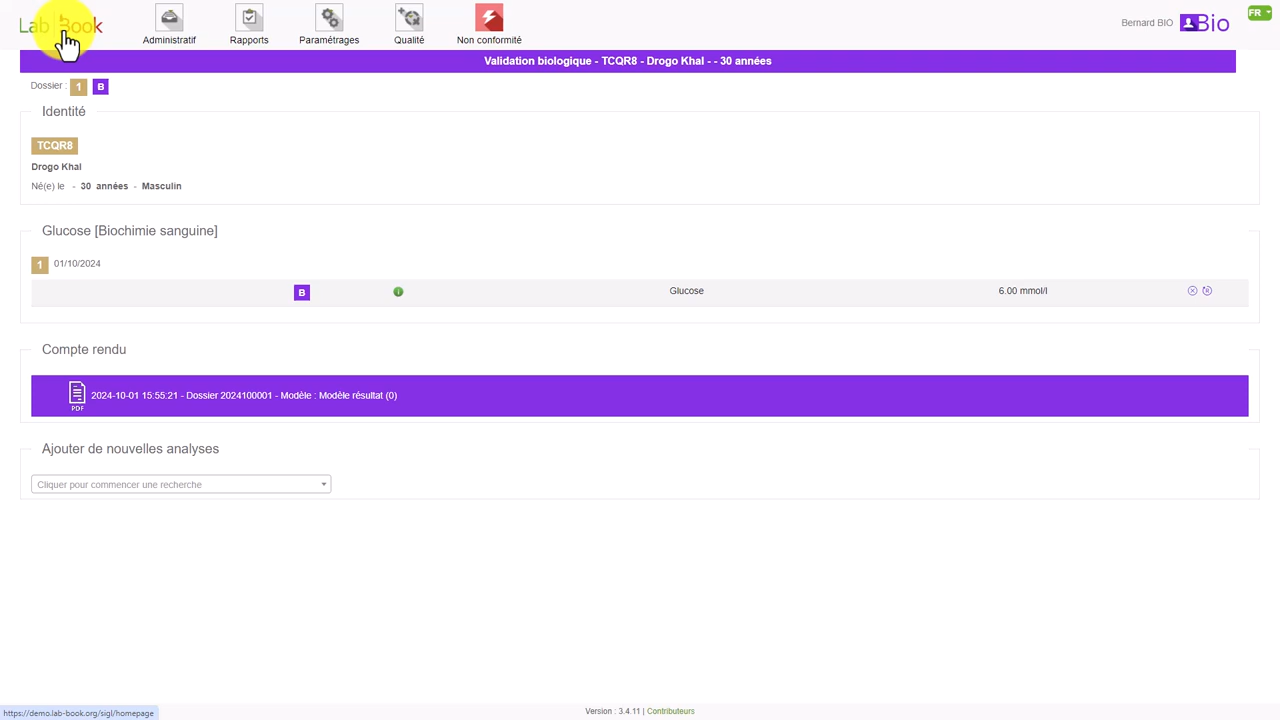 Lab Book
Administratif
Rapports
Paramétrages
Qualité
Non conformité
Bernard BIO
Bio
FR
Validation biologique - TCQR8 - Drogo Khal - - 30 années
Dossier : 1 B
Identité
TCQR8
Drogo Khal
Né(e) le - 30 années - Masculin
Glucose [Biochimie sanguine]
1 01/10/2024
B i Glucose 6.00 mmol/l
Compte rendu
PDF 2024-10-01 15:55:21 - Dossier 2024100001 - Modèle : Modèle résultat (0)
Ajouter de nouvelles analyses
Cliquer pour commencer une recherche
Version : 3.4.11 | Contributeurs
https://demo.lab-book.org/sigl/homepage